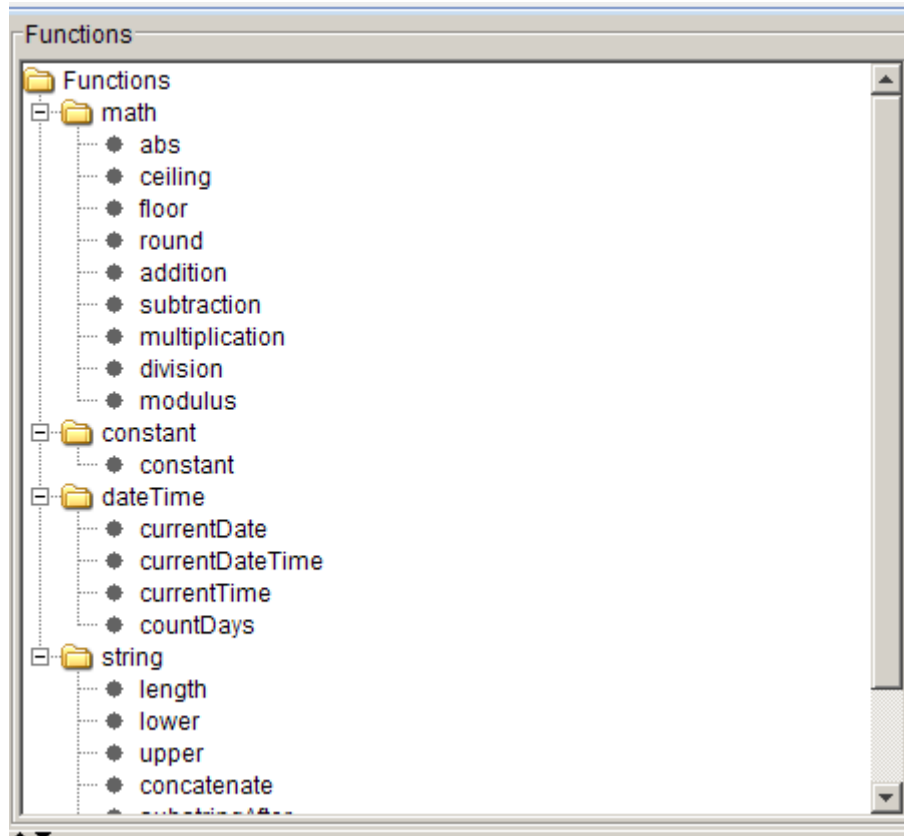 Functions
Functions
math
abs
ceiling
floor
round
addition
subtraction
multiplication
division
modulus
constant
constant
dateTime
currentDate
currentDateTime
currentTime
countDays
string
length
lower
upper
concatenate